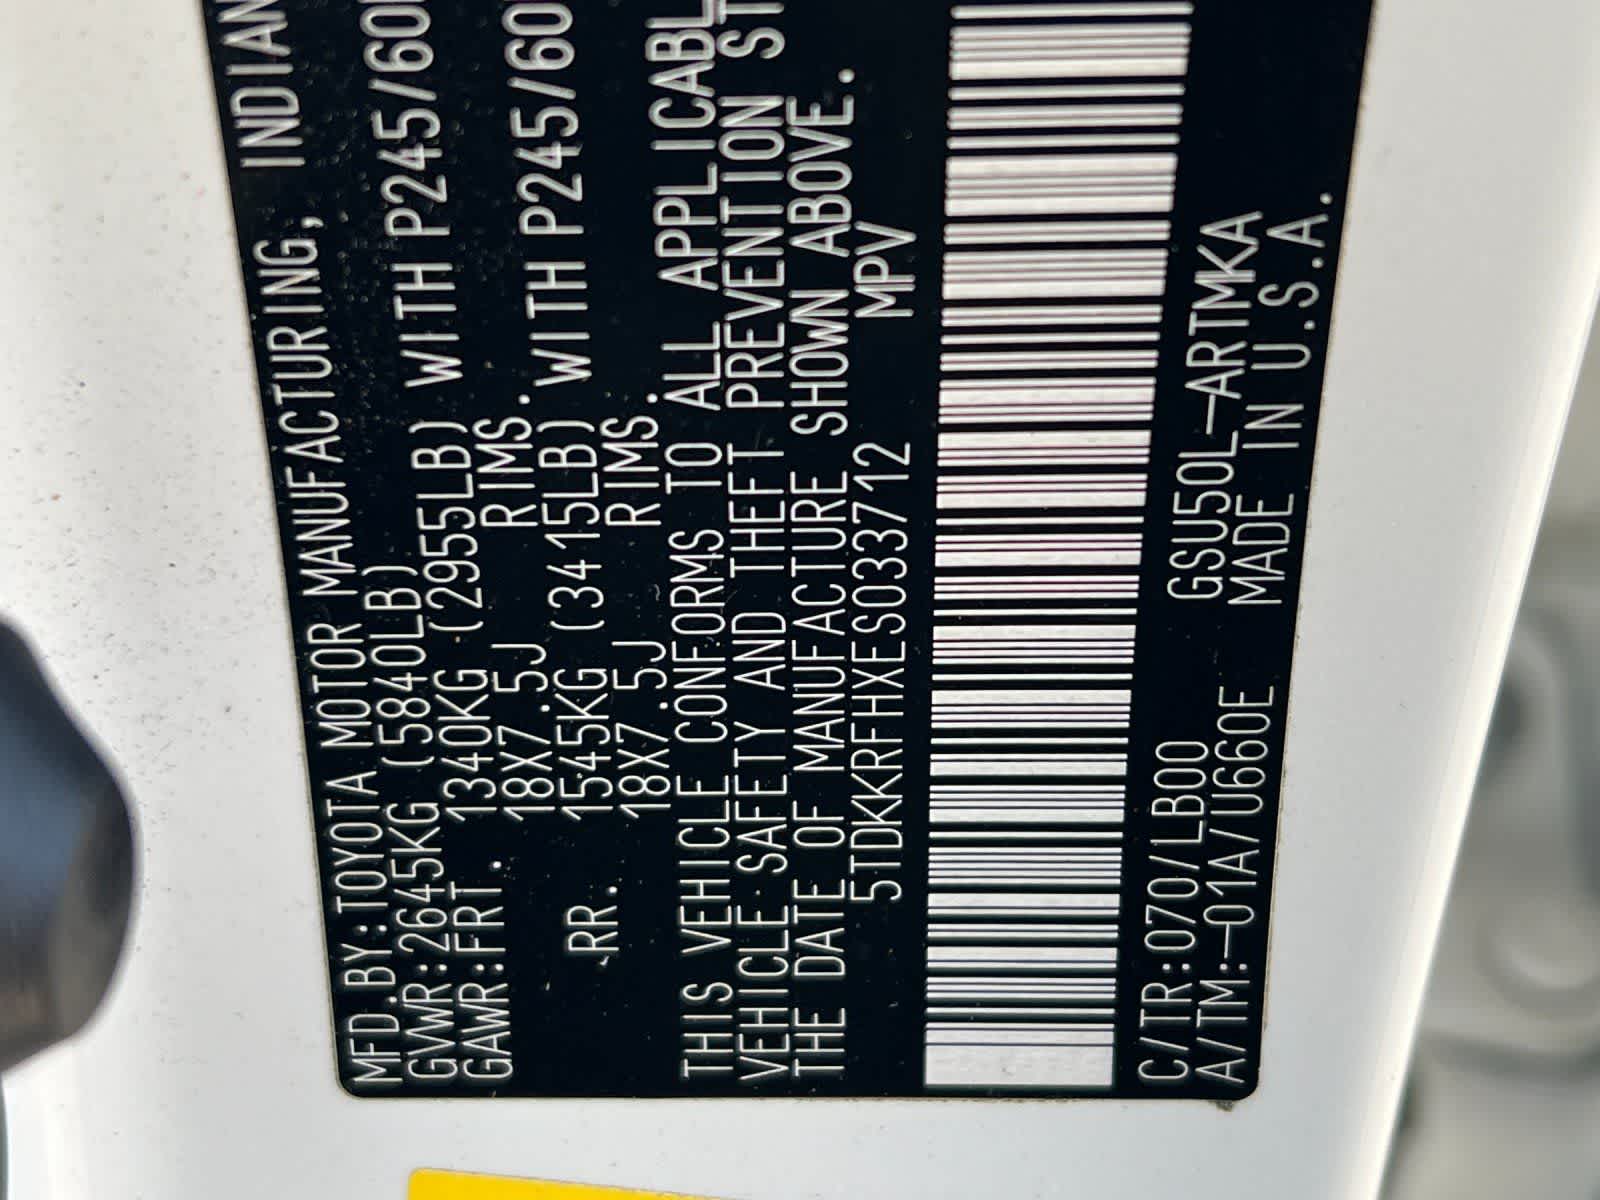 MFD.BY:TOYOTA MOTOR MANUFACTURING, INDIAN
GVWR:2645KG (5840LB)
GAWR:FRT. 1340KG (2955LB) WITH P245/60
18X7.5J RIMS.
RR. 1545KG (3415LB) WITH P245/60
18X7.5J RIMS.
THIS VEHICLE CONFORMS TO ALL APPLICABL
VEHICLE SAFETY AND THEFT PREVENTION ST
THE DATE OF MANUFACTURE SHOWN ABOVE.
5TDKKRFHXES033712 MPV
C/TR:070/LB00 GSU50L-ARTMKA
A/TM:-01A/U660E MADE IN U.S.A.